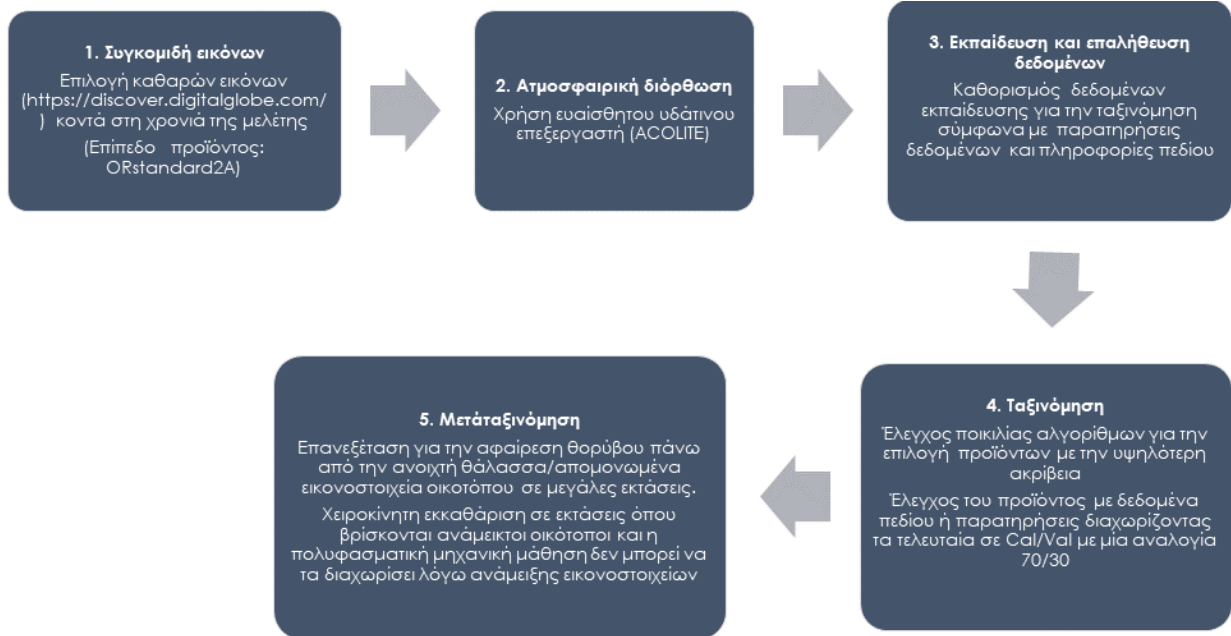 1. Συγκομιδή εικόνων
Επιλογή καθαρών εικόνων
(https://discover.digitalglobe.com/
) κοντά στη χρονιά της μελέτης
(Επίπεδο προϊόντος:
ORstandard2A)
2. Ατμοσφαιρική διόρθωση
Χρήση ευαίσθητου υδάτινου
επεξεργαστή (ACOLITE)
3. Εκπαίδευση και επαλήθευση
δεδομένων
Καθορισμός δεδομένων
εκπαίδευσης για την ταξινόμηση
σύμφωνα με παρατηρήσεις
δεδομένων και πληροφορίες πεδίου
4. Ταξινόμηση
Έλεγχος ποικιλίας αλγορίθμων για την
επιλογή προϊόντων με την υψηλότερη
ακρίβεια
Έλεγχος του προϊόντος με δεδομένα
πεδίου ή παρατηρήσεις διαχωρίζοντας
τα τελευταία σε Cal/Val με μία αναλογία
70/30
5. Μετάταξινόμηση
Επανεξέταση για την αφαίρεση θορύβου πάνω
από την ανοιχτή θάλασσα/απομονωμένα
εικονοστοιχεία οικοτόπου σε μεγάλες εκτάσεις.
Χειροκίνητη εκκαθάριση σε εκτάσεις όπου
βρίσκονται ανάμεικτοι οικότοποι και η
πολυφασματική μηχανική μάθηση δεν μπορεί να
τα διαχωρίσει λόγω ανάμειξης εικονοστοιχείων